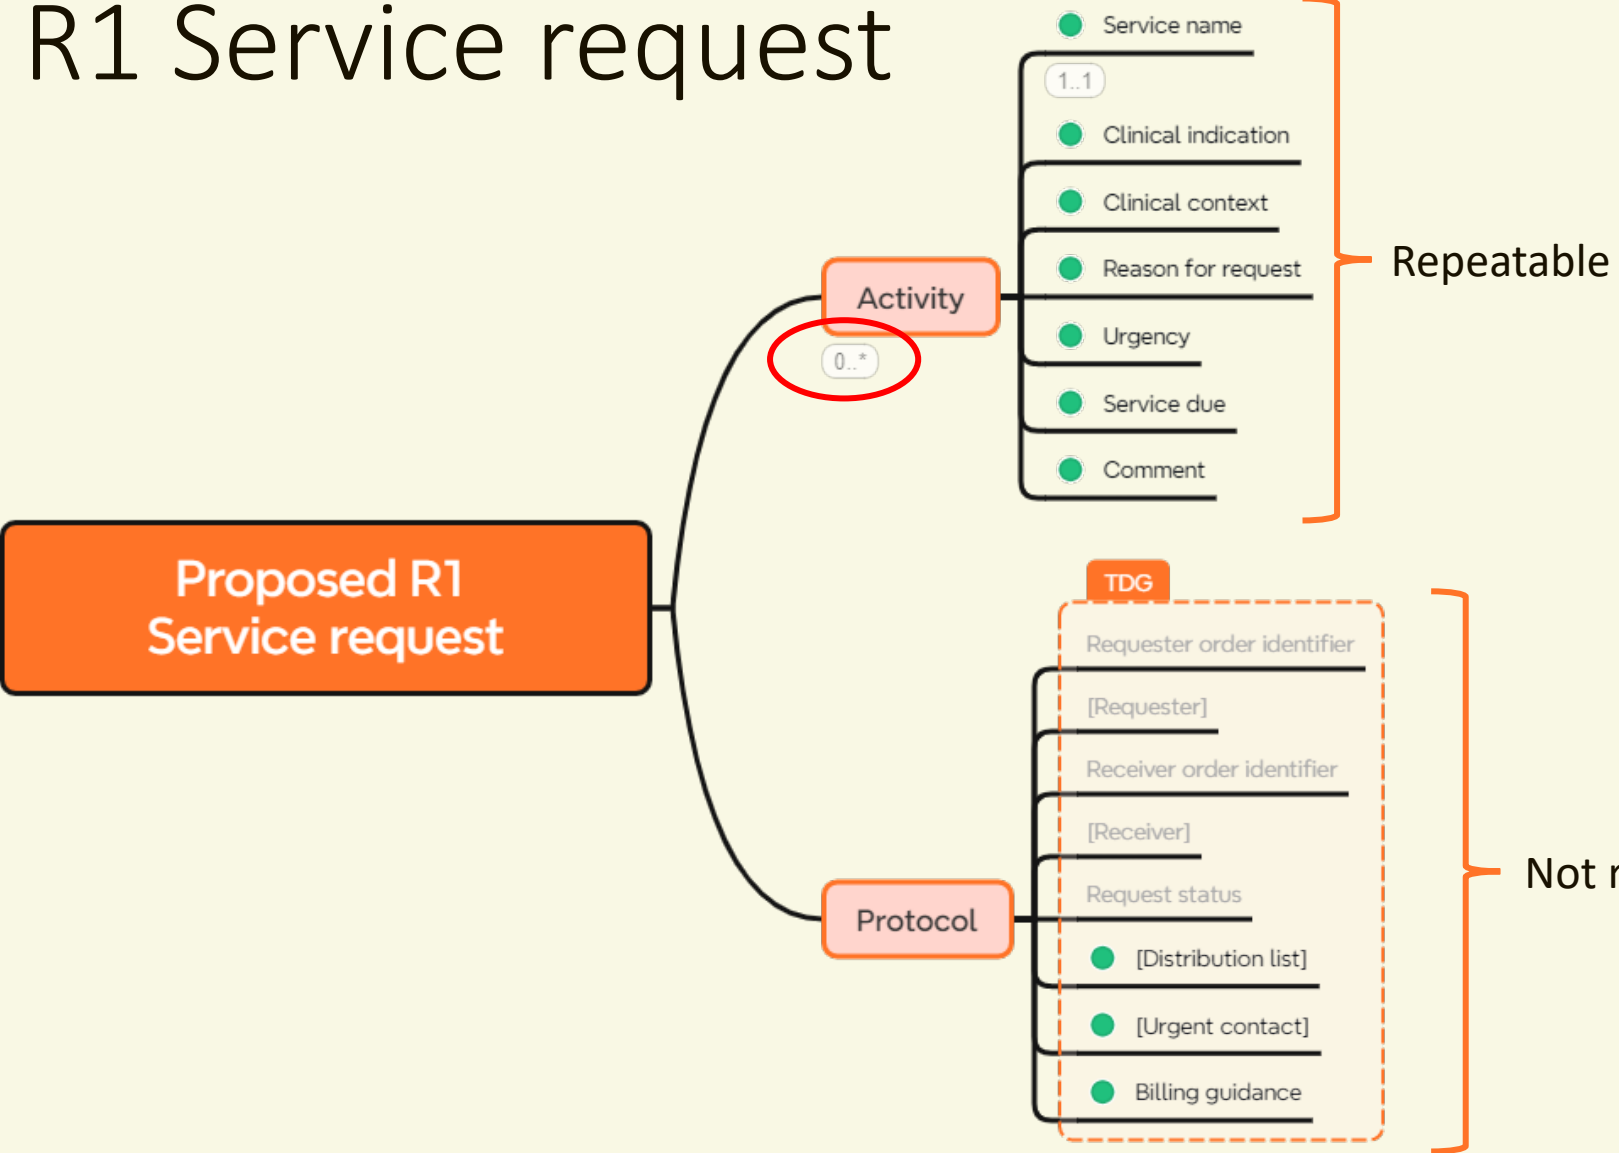 R1 Service request
Service name
1..1
Clinical indication
Clinical context
Reason for request
Urgency
Service due
Comment
Repeatable
Activity
0..*
Proposed R1
Service request
TDG
Requester order identifier
[Requester]
Receiver order identifier
[Receiver]
Request status
[Distribution list]
[Urgent contact]
Billing guidance
Protocol
Not